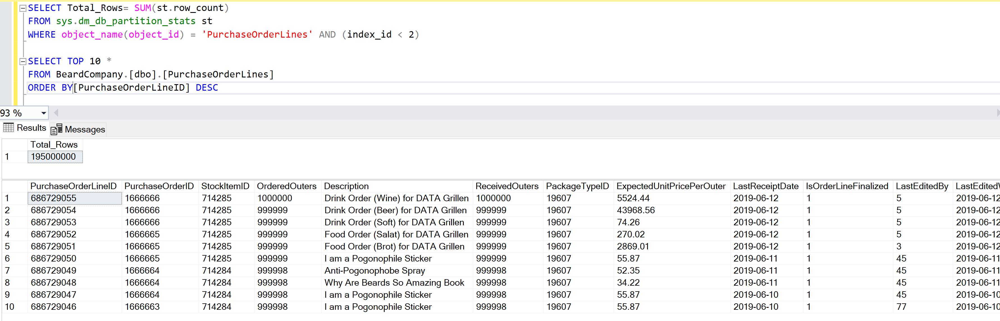 SELECT Total_Rows= SUM(st.row_count)
FROM sys.dm_db_partition_stats st
WHERE object_name(object_id) = 'PurchaseOrderLines' AND (index_id < 2)
SELECT TOP 10 *
FROM BeardCompany.[dbo].[PurchaseOrderLines]
ORDER BY[PurchaseOrderLineID] DESC
93 %
Results Messages
Total_Rows
1 195000000
PurchaseOrderLineID PurchaseOrderID StockItemID OrderedOuters Description ReceivedOuters PackageTypeID ExpectedUnitPricePerOuter LastReceiptDate IsOrderLineFinalized LastEditedBy
1 686729055 1666666 714285 1000000 Drink Order (Wine) for DATA Grillen 1000000 19607 5524.44 2019-06-12 1 5 2019-06-12
2 686729054 1666666 714285 999999 Drink Order (Beer) for DATA Grillen 999999 19607 43968.56 2019-06-12 1 5 2019-06-12
3 686729053 1666666 714285 999999 Drink Order (Soft) for DATA Grillen 999999 19607 74.26 2019-06-12 1 5 2019-06-12
4 686729052 1666665 714285 999999 Food Order (Salat) for DATA Grillen 999999 19607 270.02 2019-06-12 1 5 2019-06-12
5 686729051 1666665 714285 999999 Food Order (Brot) for DATA Grillen 999999 19607 2869.01 2019-06-12 1 3 2019-06-12
6 686729050 1666665 714285 999999 I am a Pogonophile Sticker 999999 19607 55.87 2019-06-11 1 45 2019-06-11
7 686729049 1666664 714284 999998 Anti-Pogonophobe Spray 999998 19607 52.35 2019-06-11 1 45 2019-06-11
8 686729048 1666664 714284 999998 Why Are Beards So Amazing Book 999998 19607 34.22 2019-06-11 1 45 2019-06-11
9 686729047 1666664 714284 999998 I am a Pogonophile Sticker 999998 19607 55.87 2019-06-10 1 45 2019-06-10
10 686729046 1666663 714284 999998 I am a Pogonophile Sticker 999998 19607 55.87 2019-06-10 1 77 2019-06-10